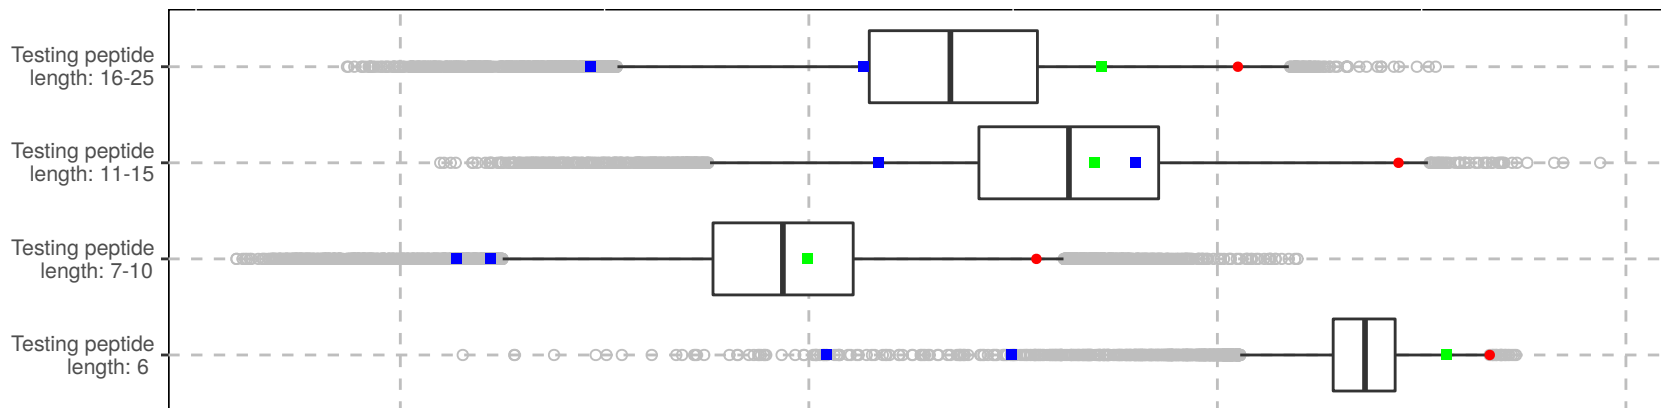 Testing peptide
length: 16-25
Testing peptide
length: 11-15
Testing peptide
length: 7-10
Testing peptide
length: 6